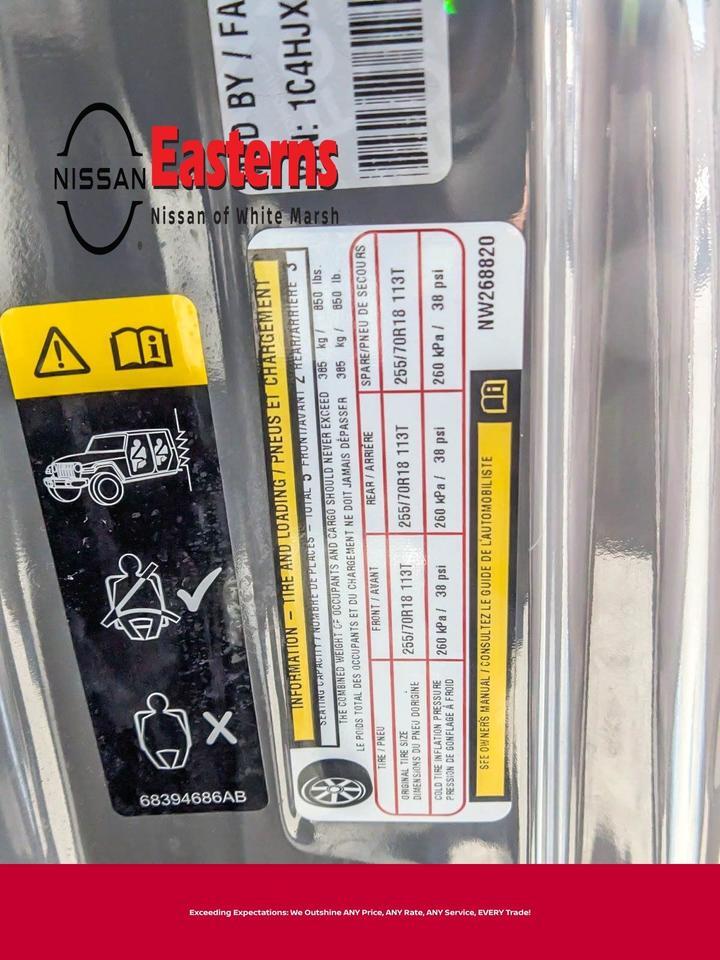 D BY / FA
N: 1C4HJX
NISSAN
Easterns
Nissan of White Marsh
INFORMATION – TIRE AND LOADING / PNEUS ET CHARGEMENT
SEATING CAPACITY / NOMBRE DE PLACES – TOTAL 5 FRONT/AVANT 2 REAR/ARRIÈRE 3
THE COMBINED WEIGHT OF OCCUPANTS AND CARGO SHOULD NEVER EXCEED 385 kg / 850 lbs.
LE POIDS TOTAL DES OCCUPANTS ET DU CHARGEMENT NE DOIT JAMAIS DÉPASSER 385 kg / 850 lb.
TIRE / PNEU FRONT / AVANT REAR / ARRIÈRE SPARE/PNEU DE SECOURS
ORIGINAL TIRE SIZE
DIMENSIONS DU PNEU D'ORIGINE
255/70R18 113T 255/70R18 113T 255/70R18 113T
COLD TIRE INFLATION PRESSURE
PRESSION DE GONFLAGE À FROID
260 kPa / 38 psi 260 kPa / 38 psi 260 kPa / 38 psi
SEE OWNERS MANUAL / CONSULTEZ LE GUIDE DE L'AUTOMOBILISTE
NW268820
68394686AB
Exceeding Expectations: We Outshine ANY Price, ANY Rate, ANY Service, EVERY Trade!